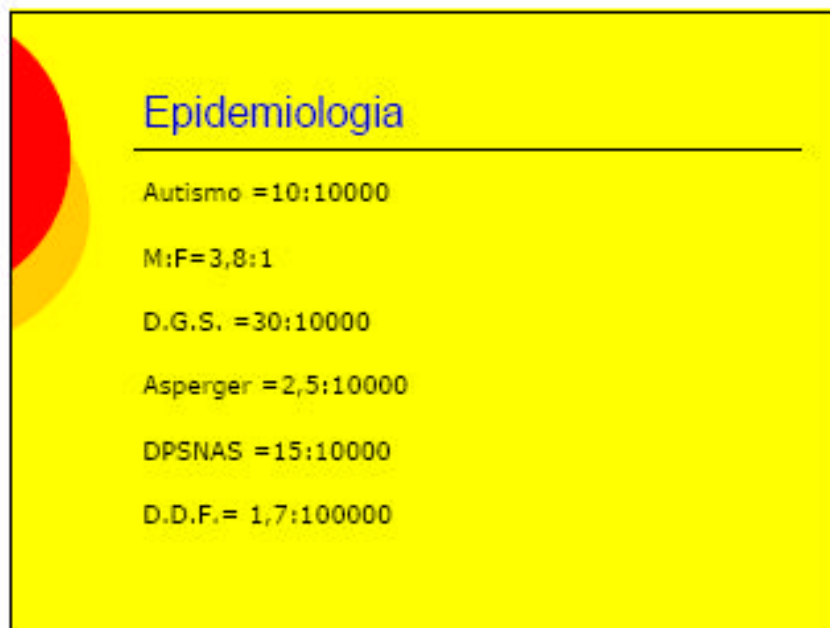 Epidemiologia
Autismo =10:10000
M:F=3,8:1
D.G.S. =30:10000
Asperger =2,5:10000
DPSNAS =15:10000
D.D.F.= 1,7:100000